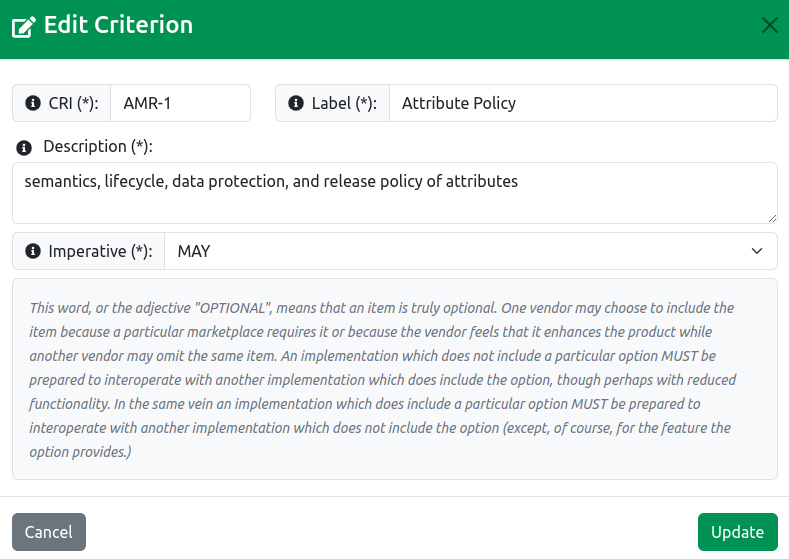 Edit Criterion
CRI (*): AMR-1 Label (*): Attribute Policy
Description (*):
semantics, lifecycle, data protection, and release policy of attributes
Imperative (*): MAY
This word, or the adjective "OPTIONAL", means that an item is truly optional. One vendor may choose to include the
item because a particular marketplace requires it or because the vendor feels that it enhances the product while
another vendor may omit the same item. An implementation which does not include a particular option MUST be
prepared to interoperate with another implementation which does include the option, though perhaps with reduced
functionality. In the same vein an implementation which does include a particular option MUST be prepared to
interoperate with another implementation which does not include the option (except, of course, for the feature the
option provides.)
Cancel Update